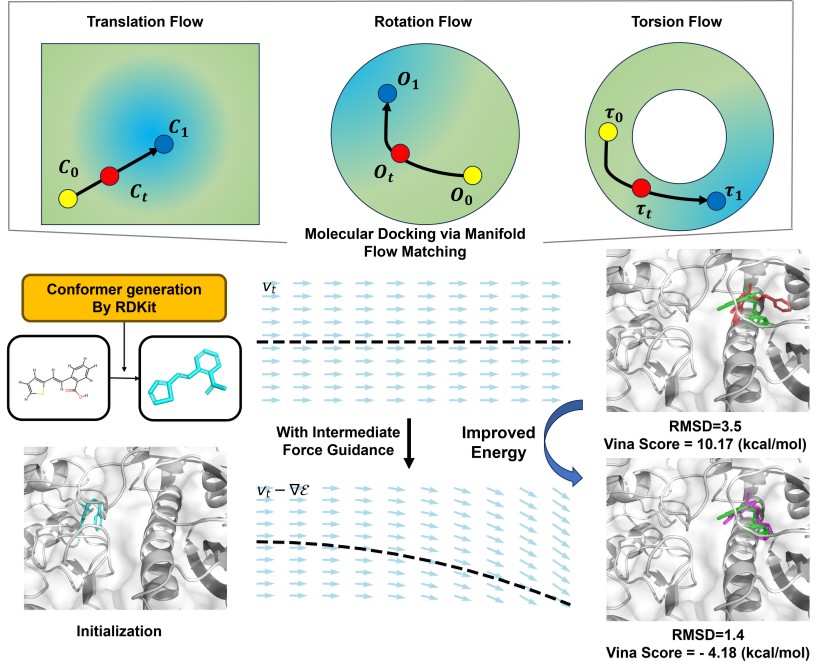 Translation Flow
Rotation Flow
Torsion Flow
C₀
Cₜ
C₁
O₁
Oₜ
O₀
τ₀
τₜ
τ₁
Molecular Docking via Manifold
Flow Matching
Conformer generation
By RDKit
vₜ
With Intermediate
Force Guidance
Improved
Energy
vₜ − ∇ℰ
Initialization
RMSD=3.5
Vina Score = 10.17 (kcal/mol)
RMSD=1.4
Vina Score = - 4.18 (kcal/mol)